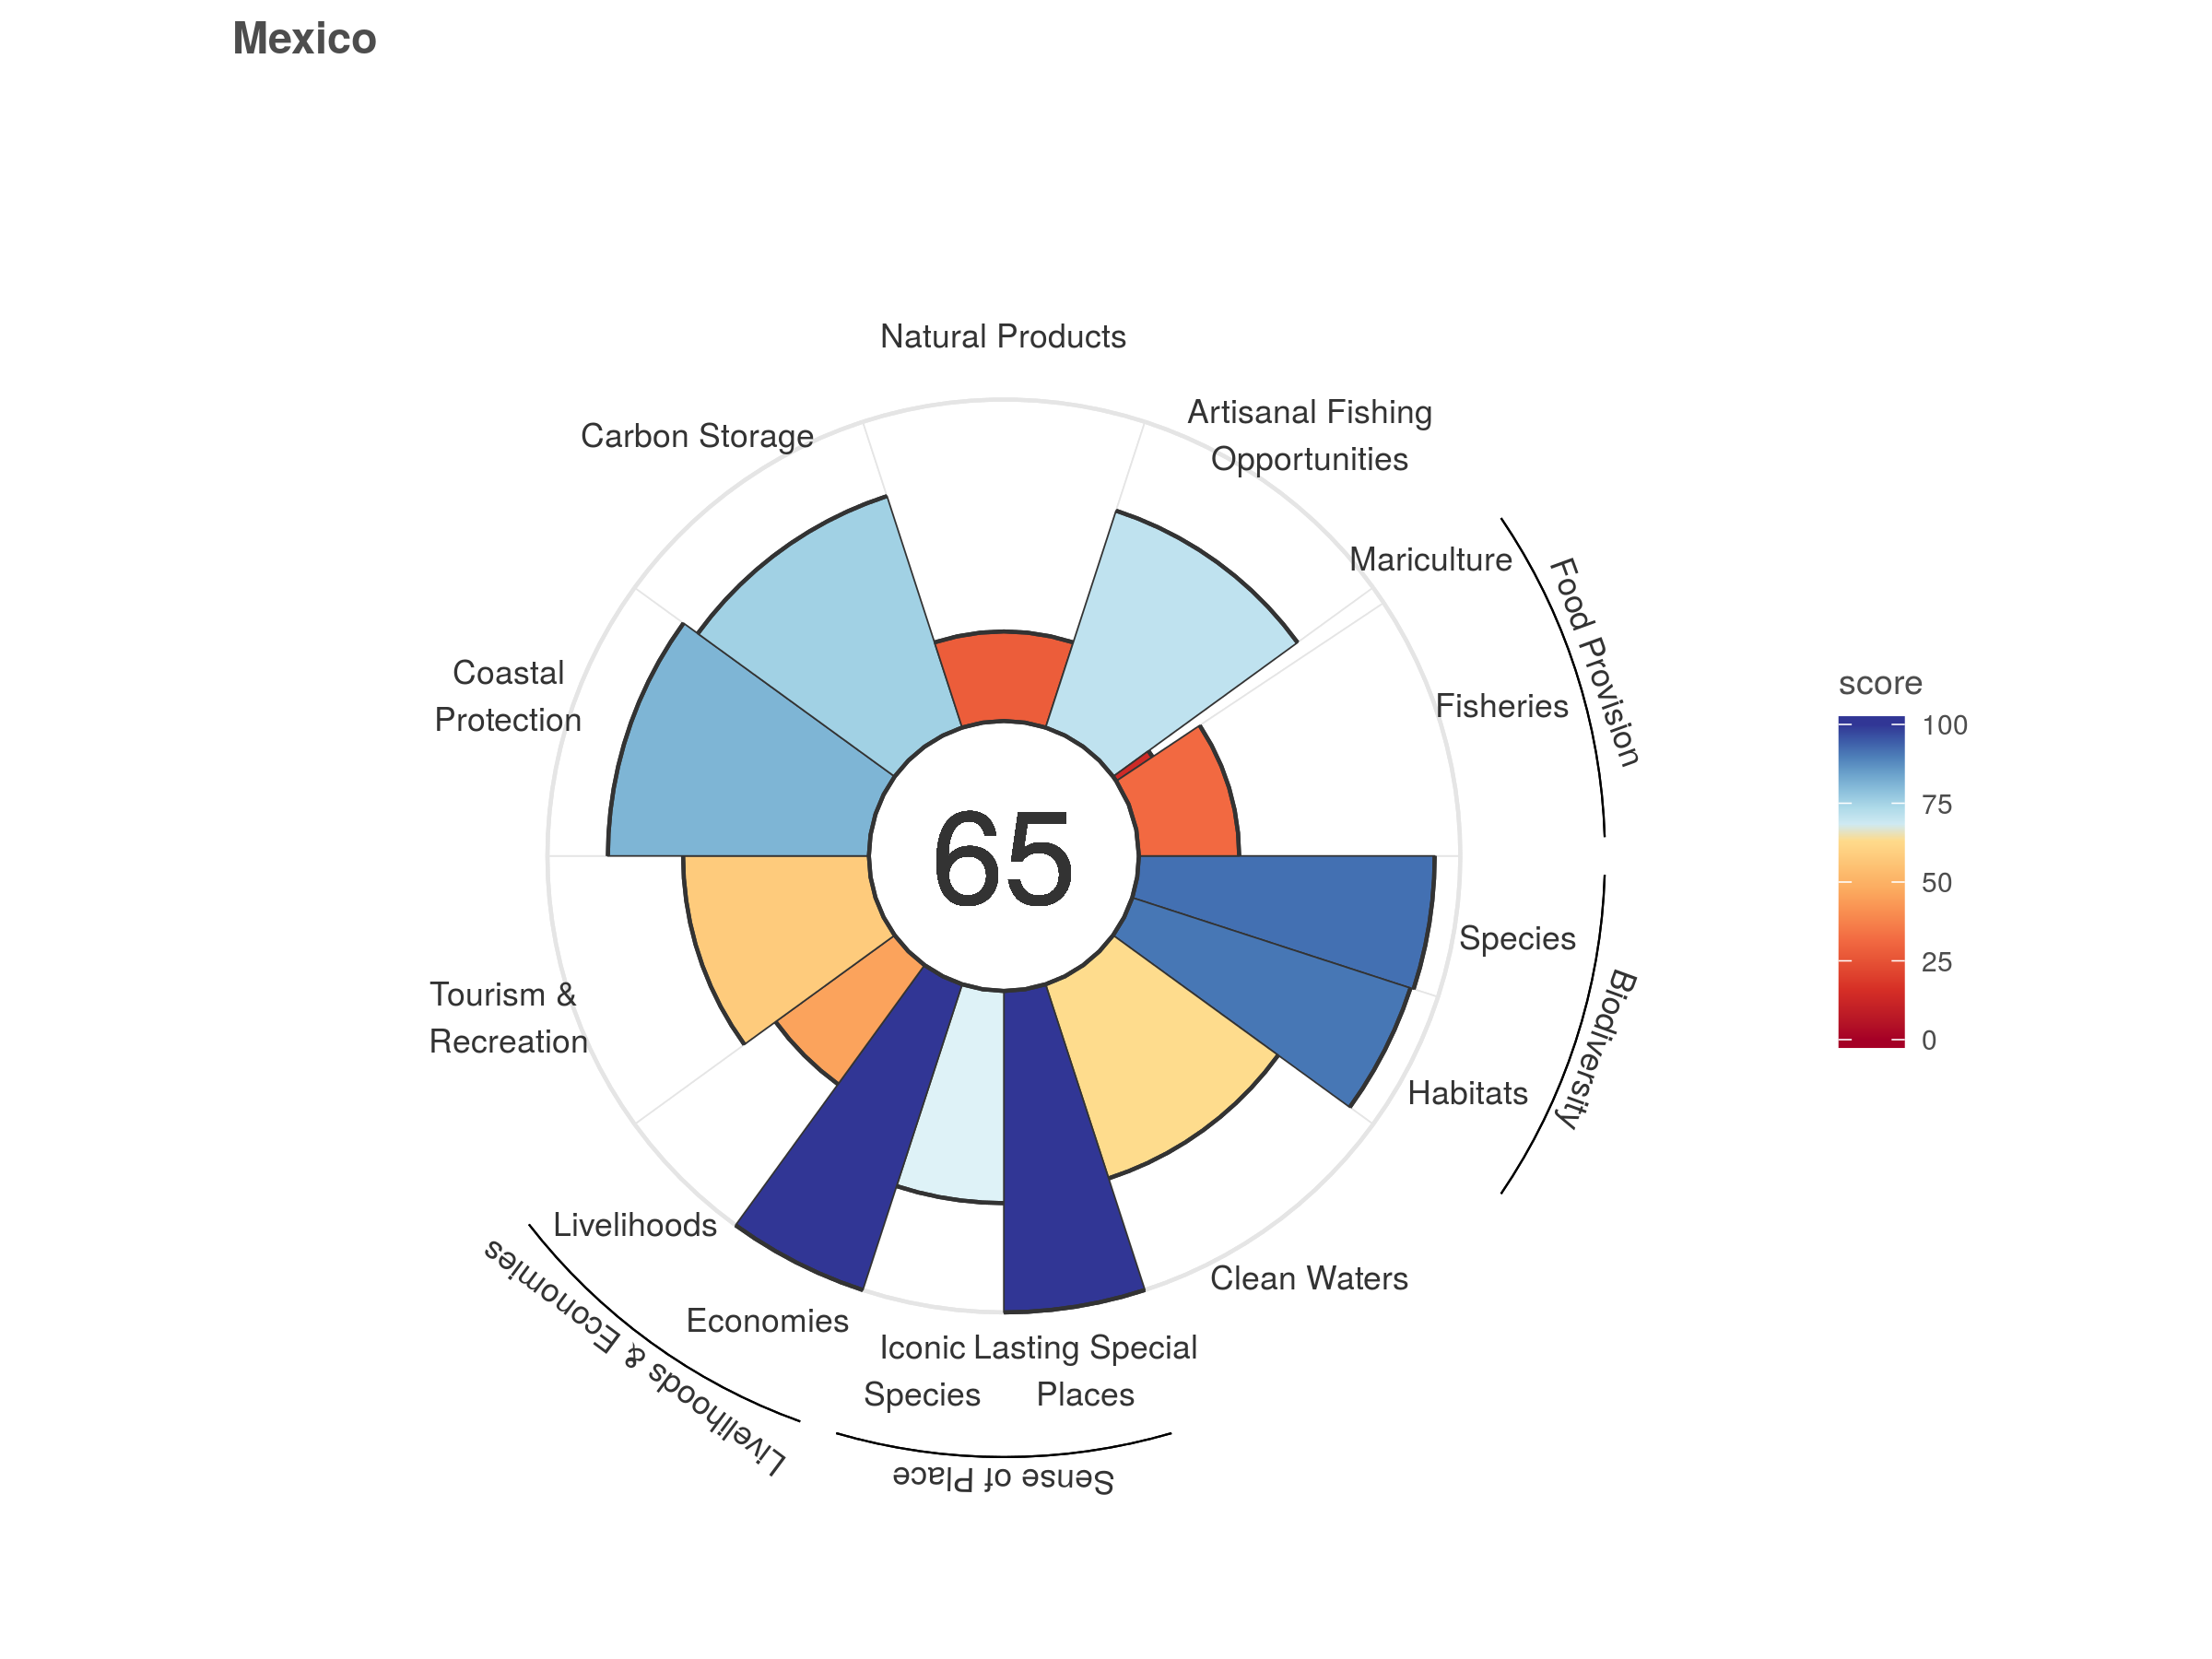 Mexico
Natural Products
Artisanal Fishing
Opportunities
Carbon Storage
Mariculture
Food Provision
Coastal
Protection
Fisheries
score
100
75
50
25
0
65
Species
Biodiversity
Tourism &
Recreation
Habitats
Livelihoods
Clean Waters
Economies
Livelihoods & Economies
Iconic
Species
Lasting Special
Places
Sense of Place